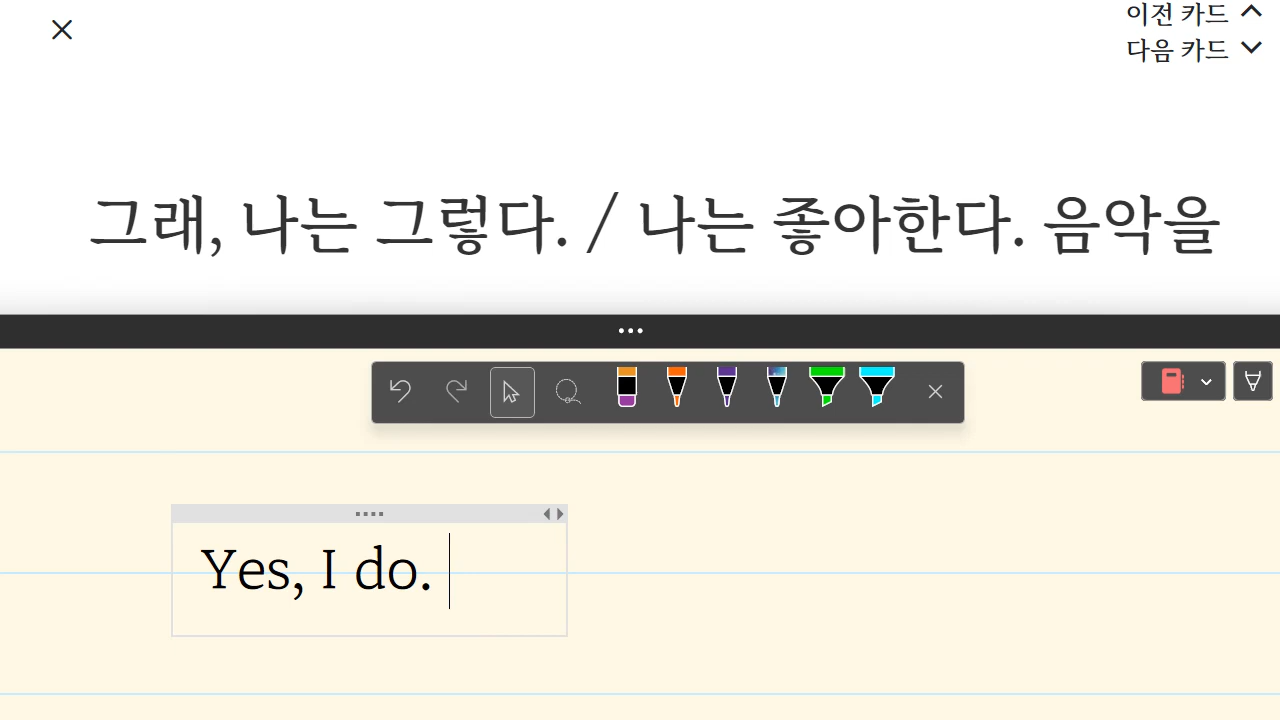 이전 카드
다음 카드
그래, 나는 그렇다. / 나는 좋아한다. 음악을
Yes, I do.